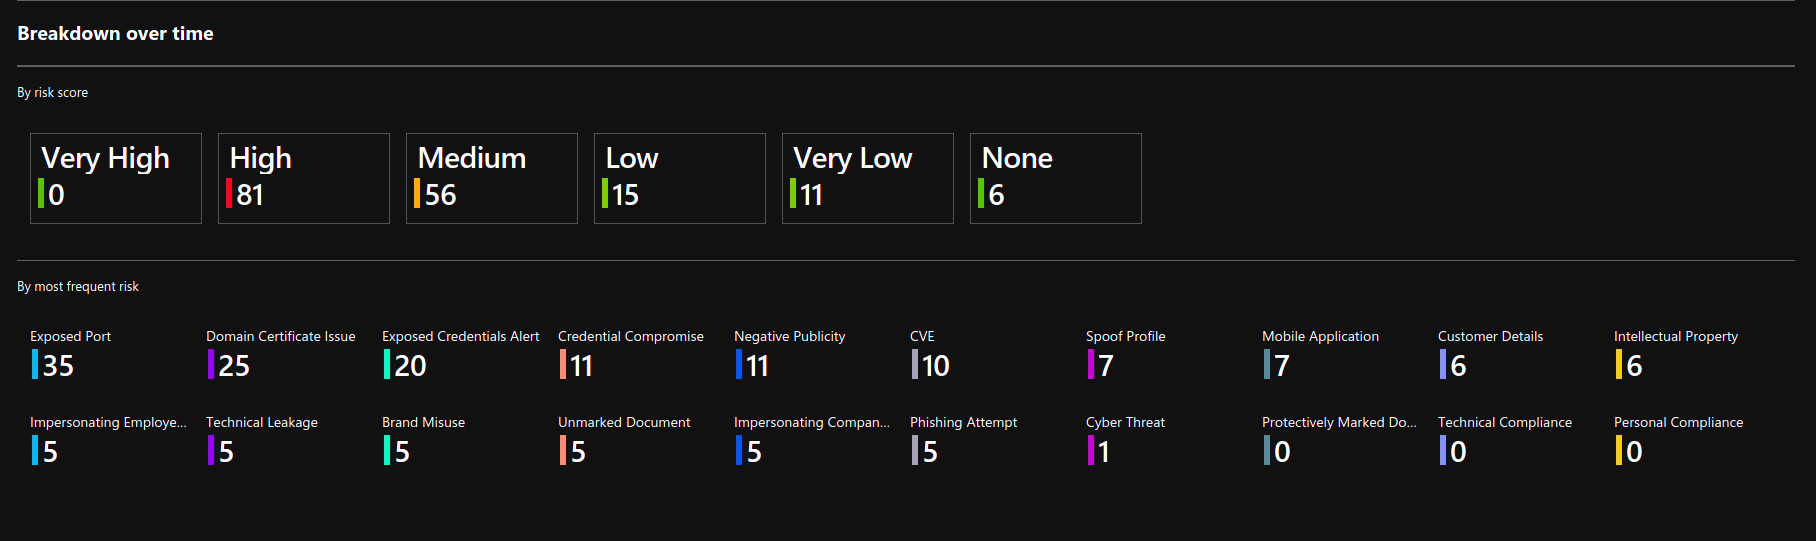 Breakdown over time
By risk score
Very High High Medium Low Very Low None
0 81 56 15 11 6
By most frequent risk
Exposed Port Domain Certificate Issue Exposed Credentials Alert Credential Compromise Negative Publicity CVE Spoof Profile Mobile Application Customer Details Intellectual Property
35 25 20 11 11 10 7 7 6 6
Impersonating Employe... Technical Leakage Brand Misuse Unmarked Document Impersonating Compan... Phishing Attempt Cyber Threat Protectively Marked Do... Technical Compliance Personal Compliance
5 5 5 5 5 5 1 0 0 0